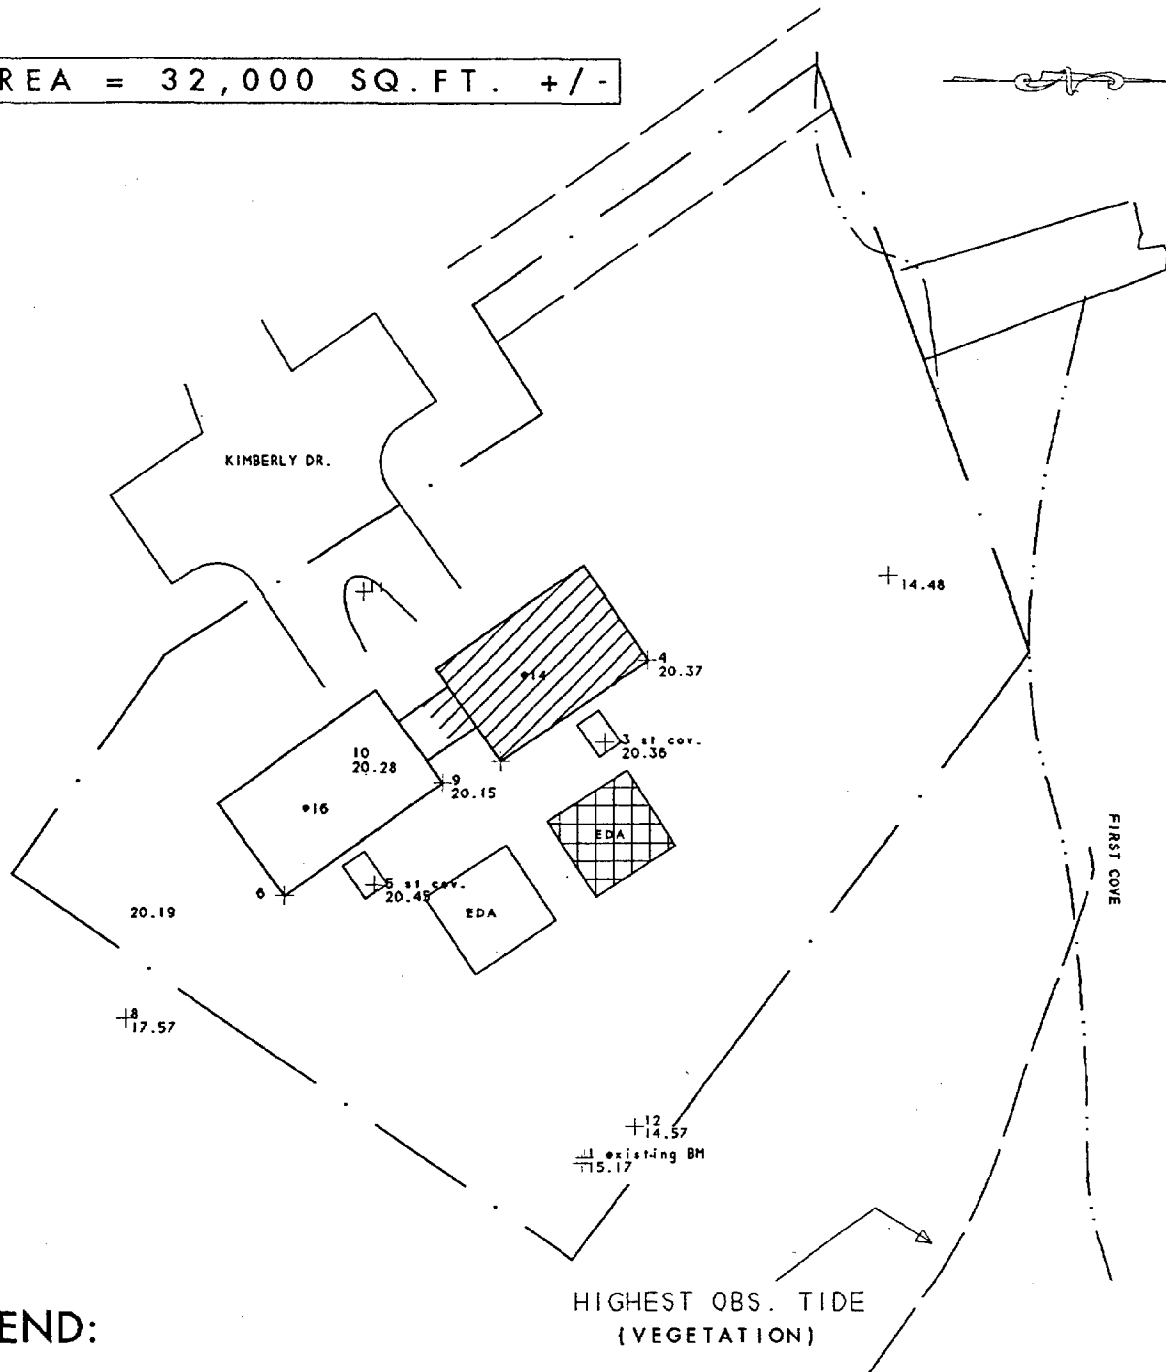 REA = 32,000 SQ.FT. +/-
KIMBERLY DR.
11
14.48
14
4
20.37
3 st cov.
20.36
10
20.28
9
20.15
16
EDA
FIRST COVE
5 st cov.
20.45
6
EDA
20.19
8
17.57
12
14.57
1 existing BM
15.17
HIGHEST OBS. TIDE
(VEGETATION)
END: